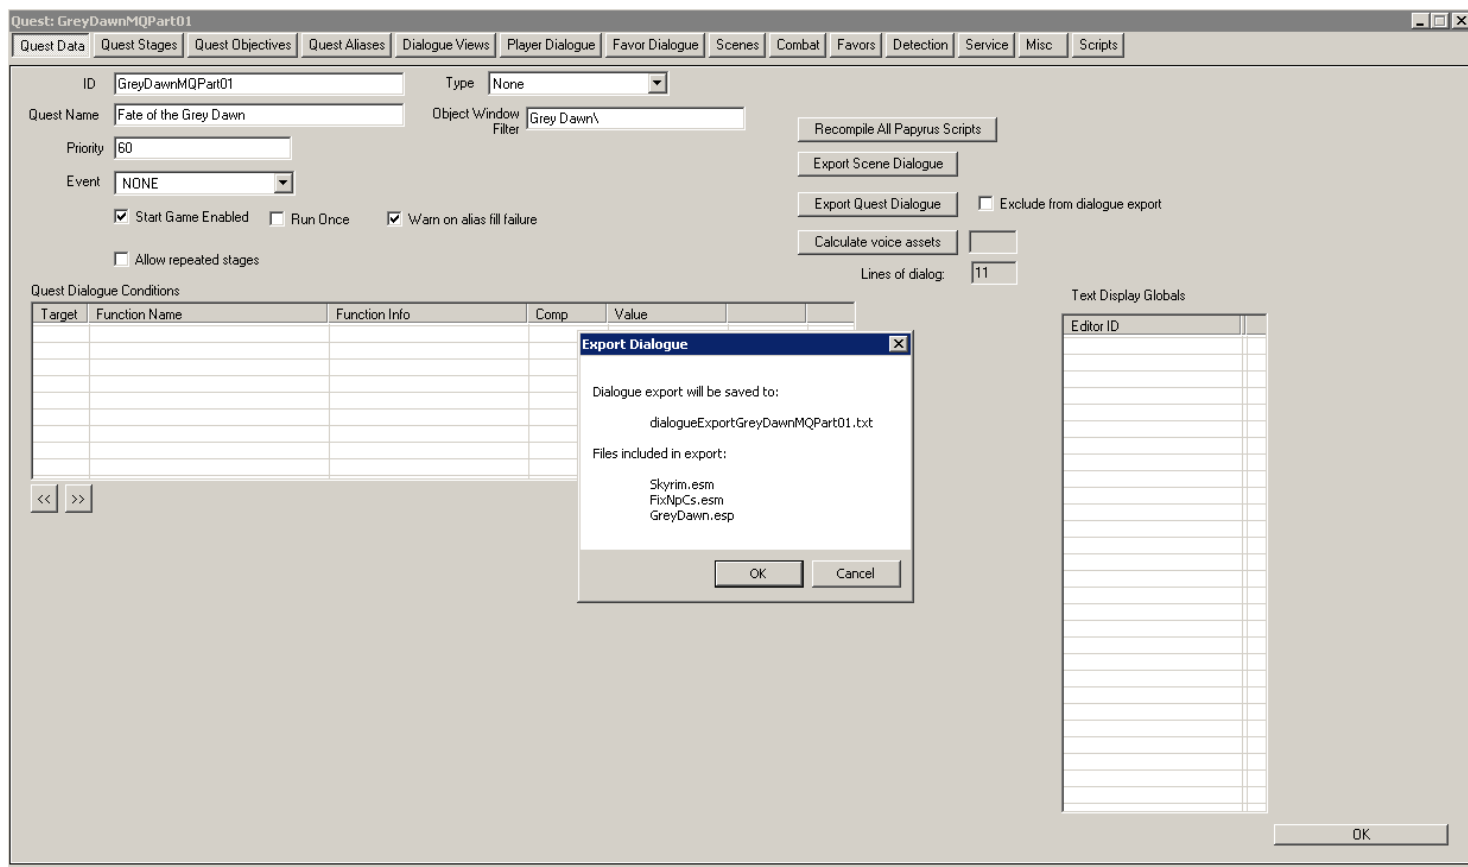 Quest: GreyDawnMQPart01
Quest Data Quest Stages Quest Objectives Quest Aliases Dialogue Views Player Dialogue Favor Dialogue Scenes Combat Favors Detection Service Misc Scripts
ID GreyDawnMQPart01 Type None
Quest Name Fate of the Grey Dawn Object Window Filter Grey Dawn\
Priority 60
Event NONE
Start Game Enabled Run Once Warn on alias fill failure
Allow repeated stages
Recompile All Papyrus Scripts
Export Scene Dialogue
Export Quest Dialogue Exclude from dialogue export
Calculate voice assets
Lines of dialog: 11
Quest Dialogue Conditions
Target Function Name Function Info Comp Value
<< >>
Text Display Globals
Editor ID
Export Dialogue
Dialogue export will be saved to:
dialogueExportGreyDawnMQPart01.txt
Files included in export:
Skyrim.esm
FixNpCs.esm
GreyDawn.esp
OK Cancel
OK